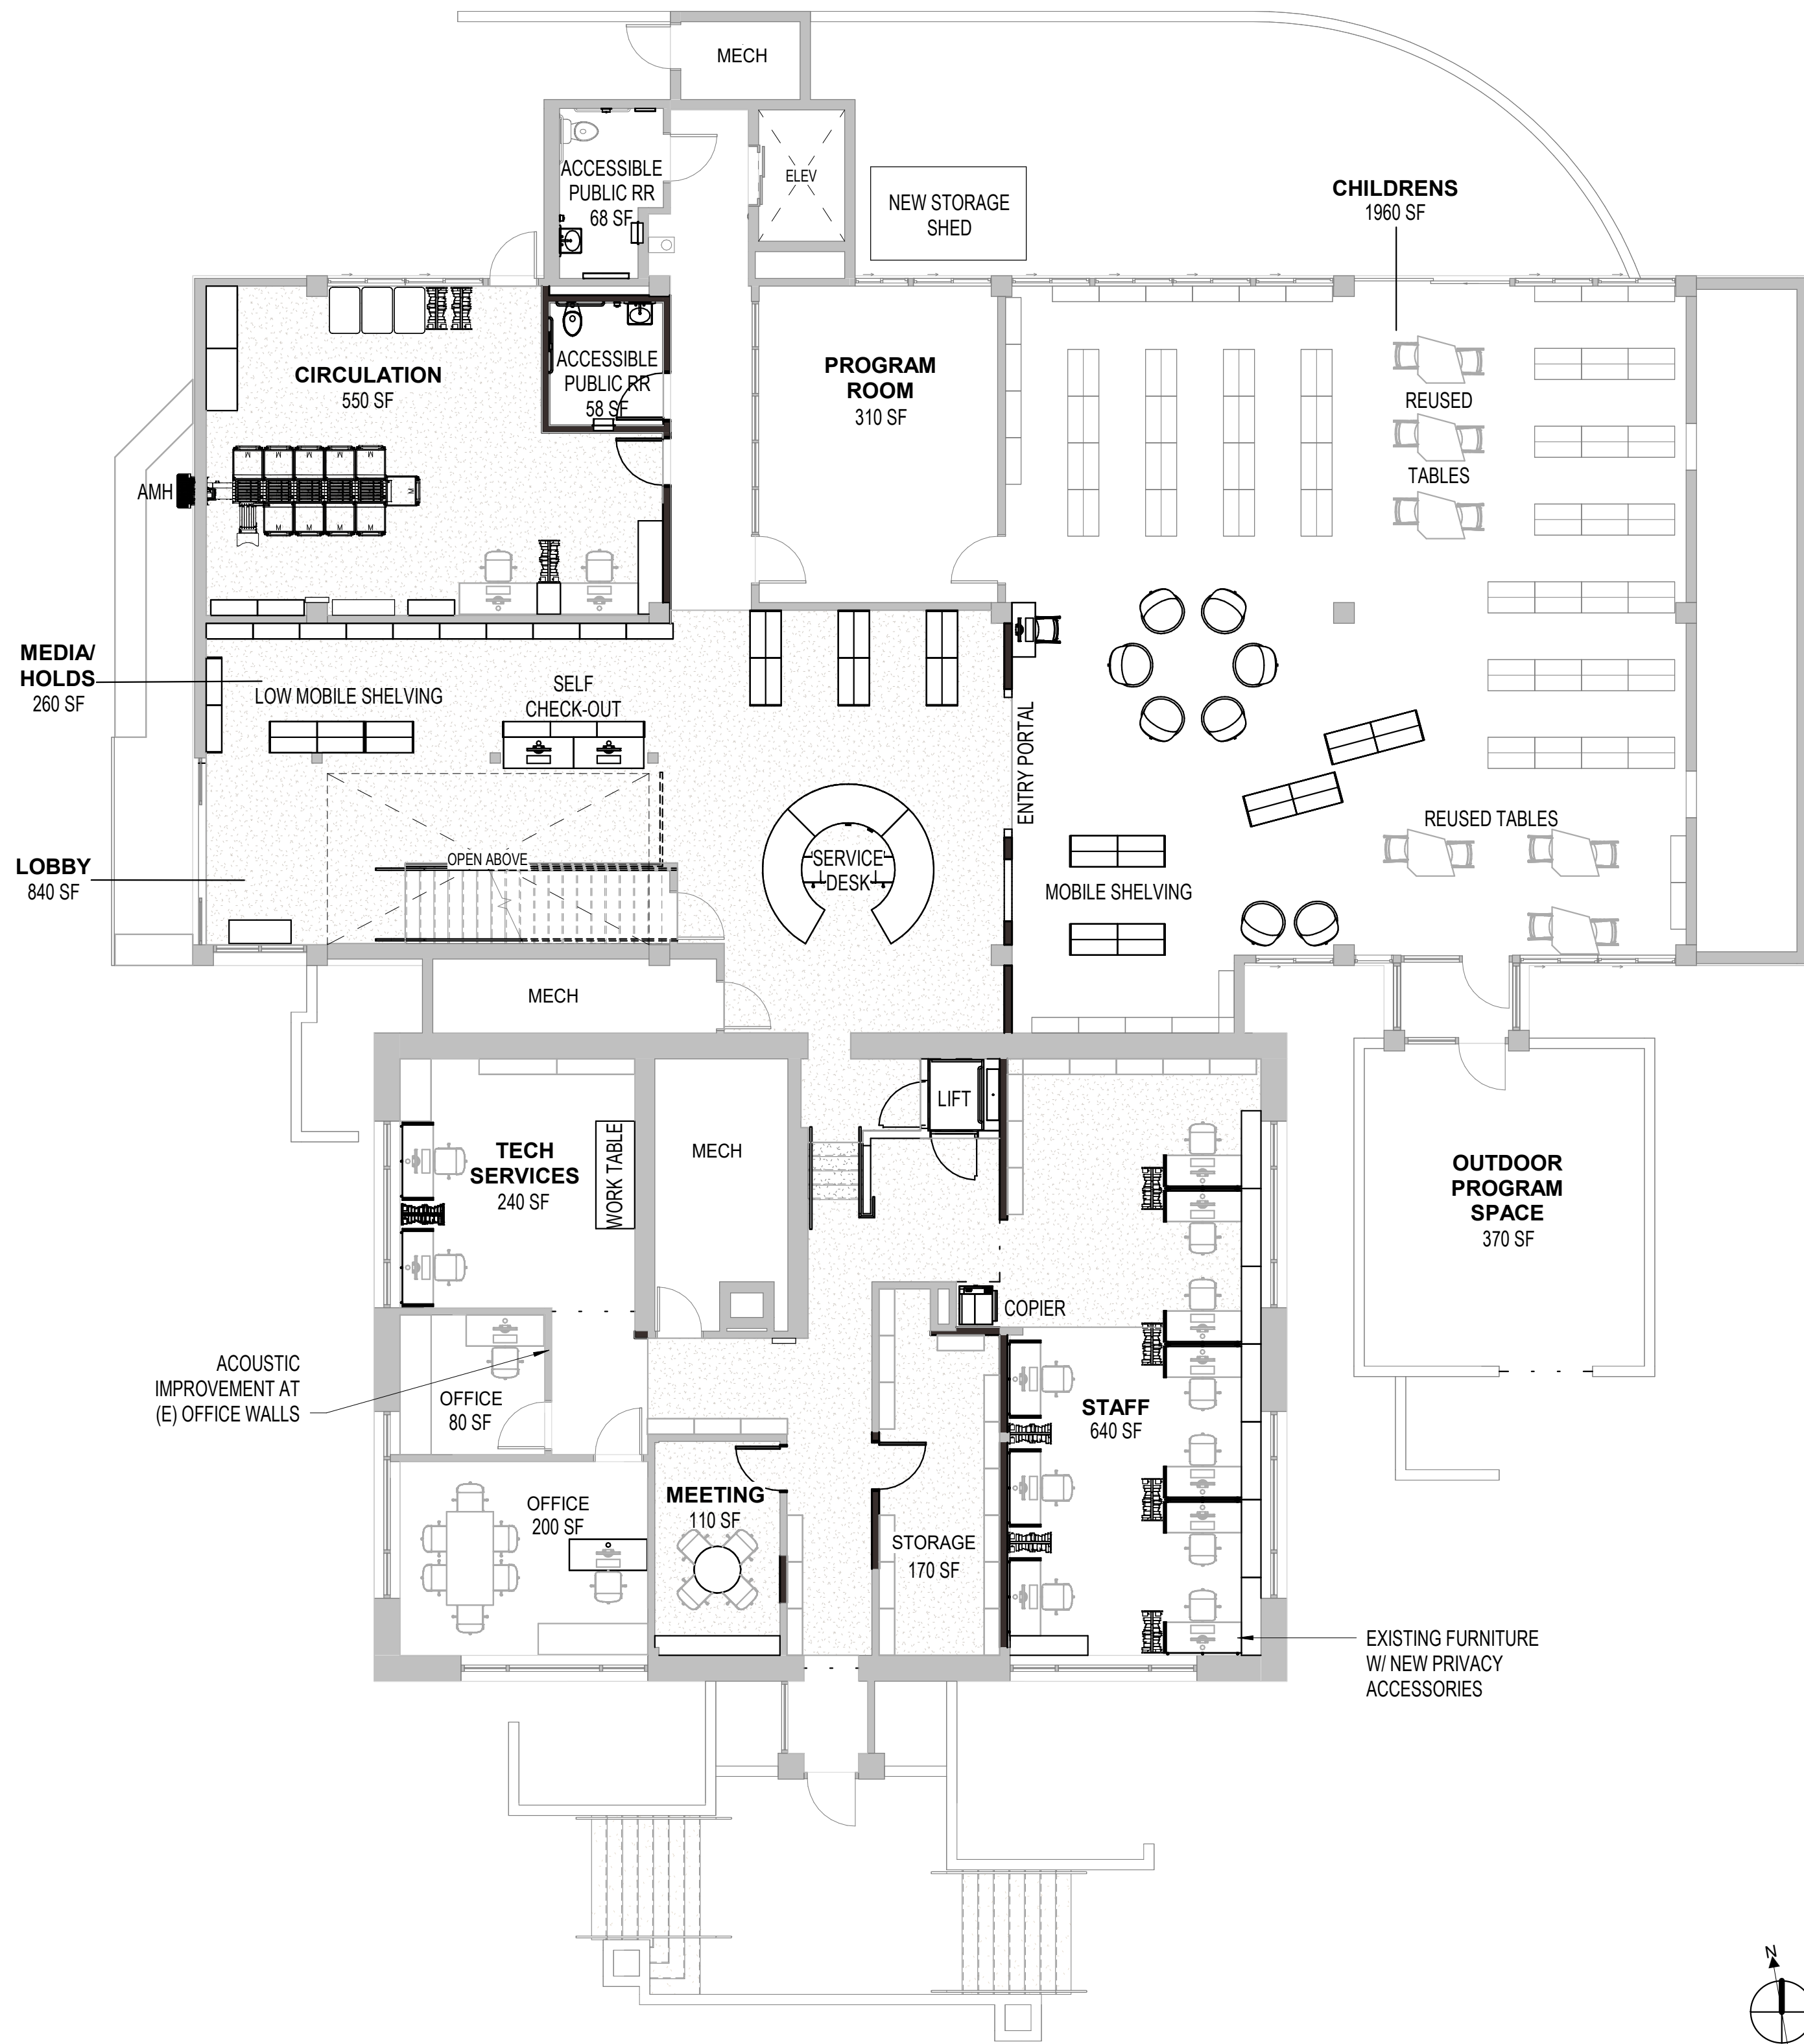 MECH
ACCESSIBLE
PUBLIC RR
68 SF
ELEV
NEW STORAGE
SHED
CHILDRENS
1960 SF
CIRCULATION
550 SF
ACCESSIBLE
PUBLIC RR
58 SF
PROGRAM
ROOM
310 SF
REUSED
TABLES
AMH
M M M M M
M
M M M M
MEDIA/
HOLDS
260 SF
LOW MOBILE SHELVING
SELF
CHECK-OUT
ENTRY PORTAL
LOBBY
840 SF
OPEN ABOVE
SERVICE
DESK
MOBILE SHELVING
REUSED TABLES
MECH
TECH
SERVICES
240 SF
WORK TABLE
MECH
LIFT
OUTDOOR
PROGRAM
SPACE
370 SF
COPIER
ACOUSTIC
IMPROVEMENT AT
(E) OFFICE WALLS
OFFICE
80 SF
STAFF
640 SF
OFFICE
200 SF
MEETING
110 SF
STORAGE
170 SF
EXISTING FURNITURE
W/ NEW PRIVACY
ACCESSORIES
N